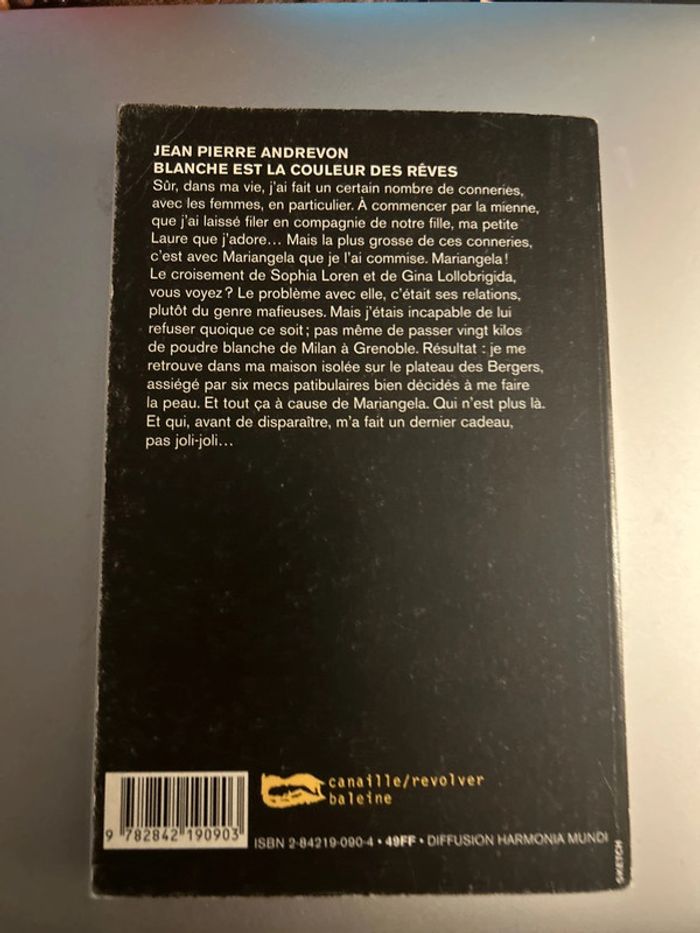 JEAN PIERRE ANDREVON
BLANCHE EST LA COULEUR DES RÊVES
Sûr, dans ma vie, j'ai fait un certain nombre de conneries,
avec les femmes, en particulier. À commencer par la mienne,
que j'ai laissé filer en compagnie de notre fille, ma petite
Laure que j'adore... Mais la plus grosse de ces conneries,
c'est avec Mariangela que je l'ai commise. Mariangela !
Le croisement de Sophia Loren et de Gina Lollobrigida,
vous voyez ? Le problème avec elle, c'était ses relations,
plutôt du genre mafieuses. Mais j'étais incapable de lui
refuser quoique ce soit ; pas même de passer vingt kilos
de poudre blanche de Milan à Grenoble. Résultat : je me
retrouve dans ma maison isolée sur le plateau des Bergers,
assiégé par six mecs patibulaires bien décidés à me faire
la peau. Et tout ça à cause de Mariangela. Qui n'est plus là.
Et qui, avant de disparaître, m'a fait un dernier cadeau,
pas joli-joli...
canaille/revolver
baleine
9 782842 190903
ISBN 2-84219-090-4 • 49FF • DIFFUSION HARMONIA MUNDI
SKETCH